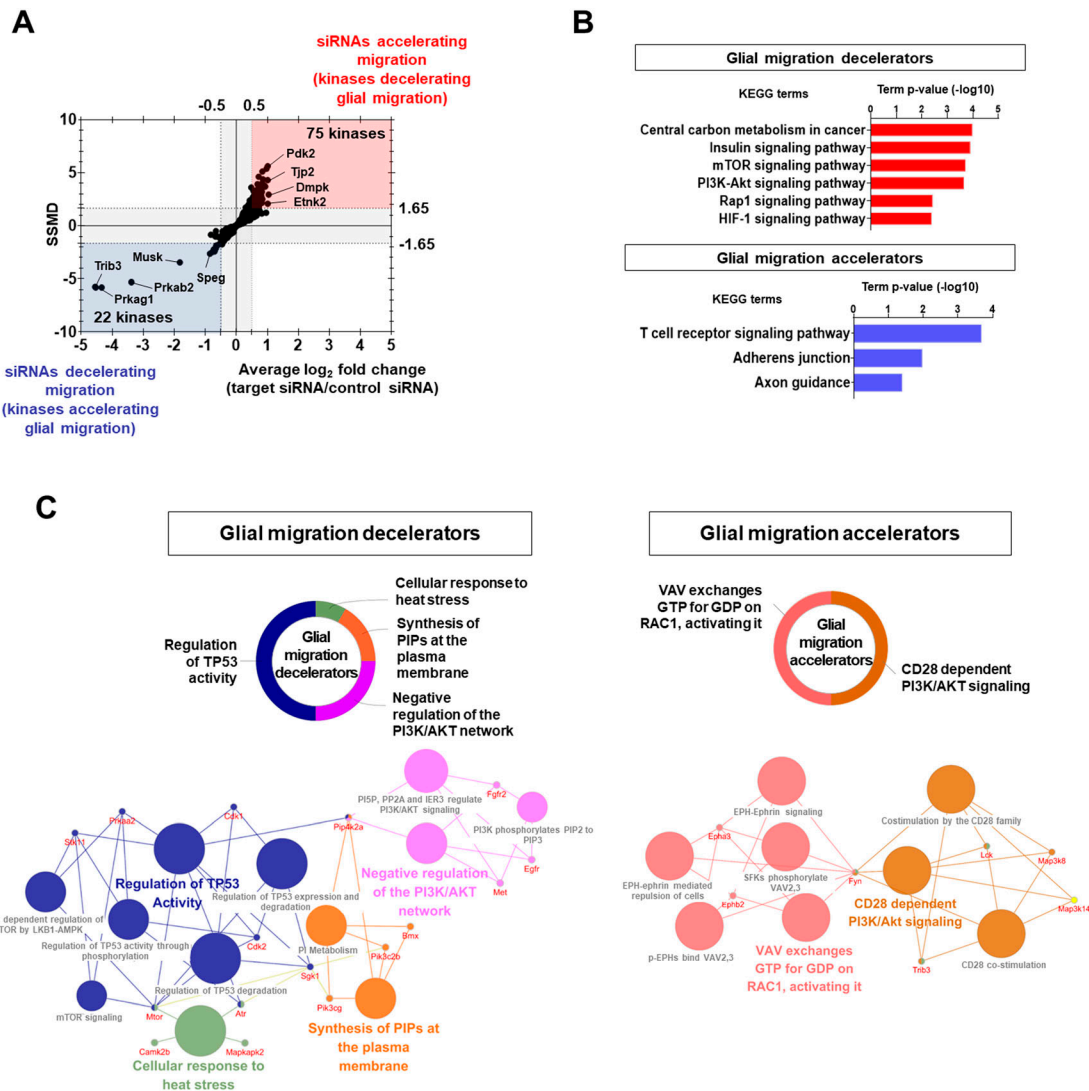 A
siRNAs accelerating
migration
(kinases decelerating
glial migration)
-0.5
0.5
10
5
0
-5
-10
SSMD
75 kinases
Pdk2
Tjp2
Dmpk
Etnk2
1.65
-1.65
Musk
Speg
Trib3
Prkab2
Prkag1
22 kinases
-5 -4 -3 -2 -1 0 1 2 3 4 5
siRNAs decelerating
migration
(kinases accelerating
glial migration)
Average log2 fold change
(target siRNA/control siRNA)
B
Glial migration decelerators
KEGG terms
Term p-value (-log10)
0 1 2 3 4 5
Central carbon metabolism in cancer
Insulin signaling pathway
mTOR signaling pathway
PI3K-Akt signaling pathway
Rap1 signaling pathway
HIF-1 signaling pathway
Glial migration accelerators
KEGG terms
Term p-value (-log10)
0 1 2 3 4
T cell receptor signaling pathway
Adherens junction
Axon guidance
C
Glial migration decelerators
Cellular response to
heat stress
Synthesis of PIPs at the
plasma
membrane
Negative
regulation of the
PI3K/AKT network
Regulation
of TP53
activity
Glial
migration
decelerators
PI5P, PP2A and IER3 regulate
PI3K/AKT signaling
Fgfr2
PI3K phosphorylates PIP2 to
PIP3
Egfr
Met
Negative regulation
of the PI3K/AKT
network
Prkaa2
Cdk1
Stk11
Pip4k2a
Regulation of TP53
Activity
Regulation of TP53 expression and
degradation
dependent regulation of
TOR by LKB1-AMPK
Regulation of TP53 activity through
phosphorylation
Cdk2
PI Metabolism
Bmx
Pik3c2b
Sgk1
Regulation of TP53 degradation
mTOR signaling
Mtor
Atr
Pik3cg
Synthesis of PIPs at
the plasma
membrane
Camk2b
Mapkapk2
Cellular response to
heat stress
Glial migration accelerators
VAV exchanges
GTP for GDP on
RAC1, activating it
Glial
migration
accelerators
CD28 dependent
PI3K/AKT signaling
EPH-Ephrin signaling
Costimulation by the CD28 family
Epha3
Lck
Map3k8
SFKs phosphorylate
VAV2,3
Fyn
EPH-ephrin mediated
repulsion of cells
Ephb2
Map3k14
CD28 dependent
PI3K/Akt signaling
p-EPHs bind VAV2,3
VAV exchanges
GTP for GDP on
RAC1, activating it
Trib3
CD28 co-stimulation